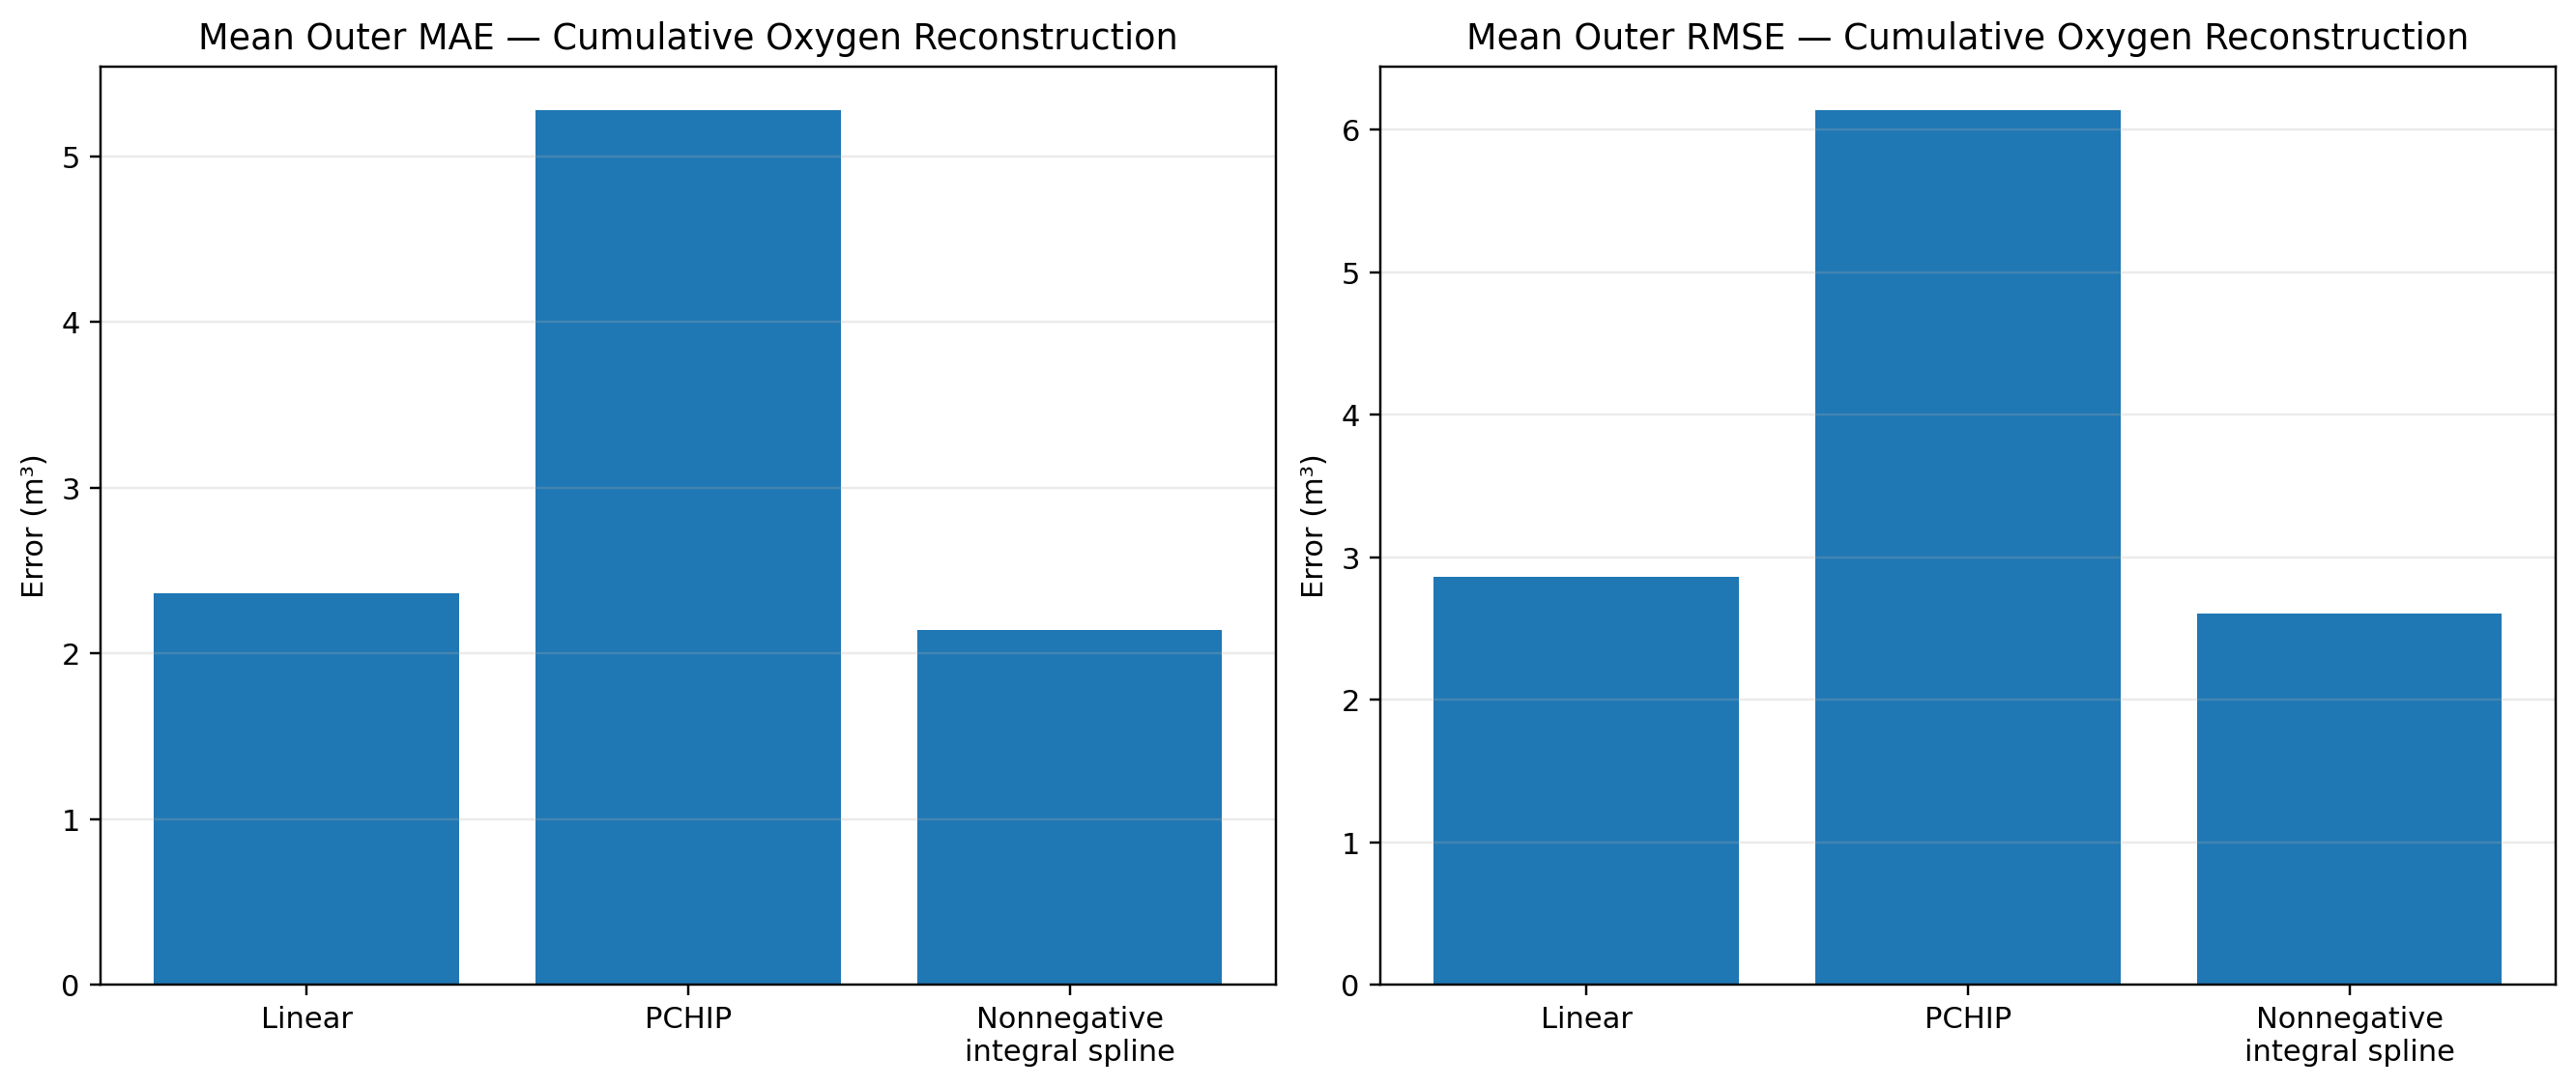 Mean Outer MAE — Cumulative Oxygen Reconstruction
Error (m³)
5
4
3
2
1
0
Linear
PCHIP
Nonnegative
integral spline
Mean Outer RMSE — Cumulative Oxygen Reconstruction
Error (m³)
6
5
4
3
2
1
0
Linear
PCHIP
Nonnegative
integral spline